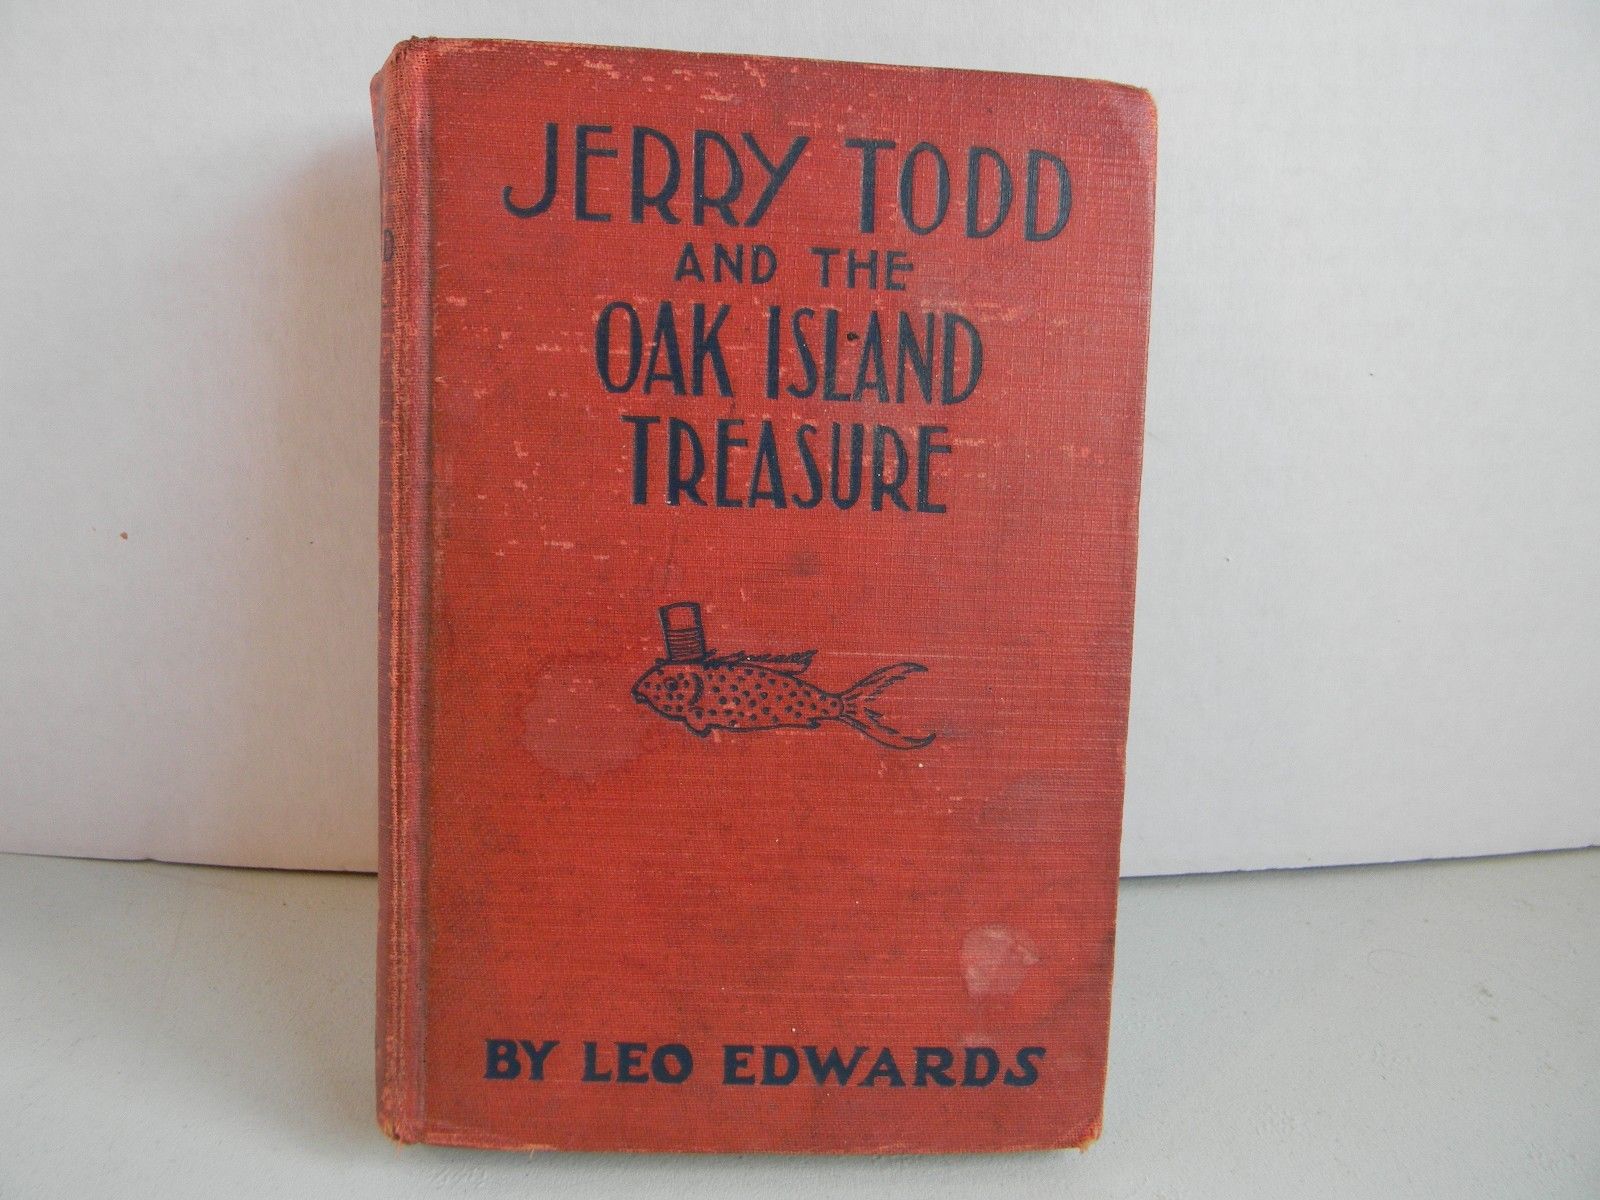 JERRY TODD
AND THE
OAK ISLAND
TREASURE
BY LEO EDWARDS